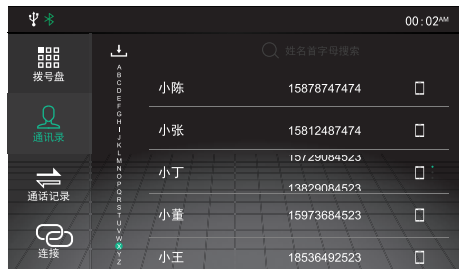 00:02AM
姓名首字母搜索
拨号盘
通讯录
通话记录
连接
A
B
C
D
E
F
G
H
I
J
K
L
M
N
O
P
Q
R
S
T
U
V
W
X
Y
Z
小陈 15878747474
小张 15812487474
15729084523
小丁
13829084523
小董 15973684523
小王 18536492523